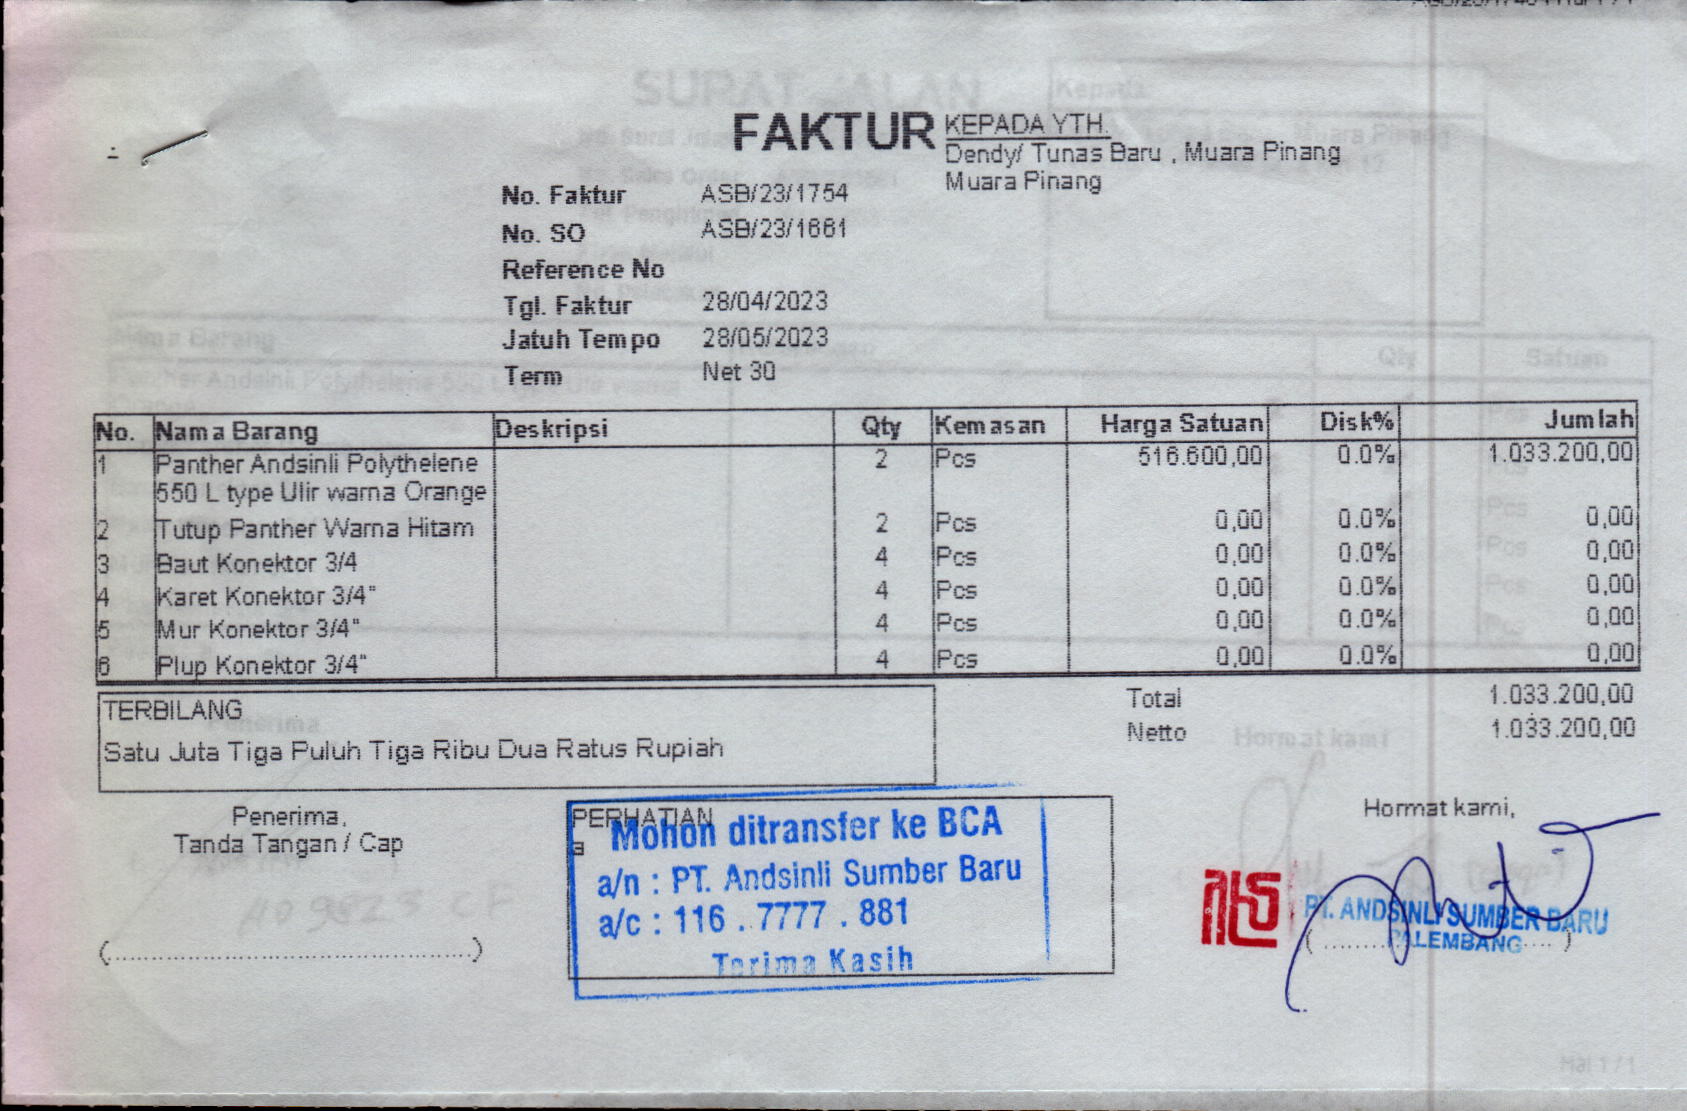 FAKTUR
KEPADA YTH.
Dendy/ Tunas Baru , Muara Pinang
Muara Pinang
No. Faktur ASB/23/1754
No. SO ASB/23/1661
Reference No
Tgl. Faktur 28/04/2023
Jatuh Tempo 28/05/2023
Term Net 30
No. Nama Barang Deskripsi Qty Kemasan Harga Satuan Disk% Jumlah
1 Panther Andsinli Polythelene 2 Pcs 516.600,00 0.0% 1.033.200,00
550 L type Ulir warna Orange
2 Tutup Panther Warna Hitam 2 Pcs 0,00 0.0% 0,00
3 Baut Konektor 3/4 4 Pcs 0,00 0.0% 0,00
4 Karet Konektor 3/4" 4 Pcs 0,00 0.0% 0,00
5 Mur Konektor 3/4" 4 Pcs 0,00 0.0% 0,00
6 Plup Konektor 3/4" 4 Pcs 0,00 0.0% 0,00
TERBILANG
Satu Juta Tiga Puluh Tiga Ribu Dua Ratus Rupiah
Total 1.033.200,00
Netto 1.033.200,00
Penerima,
Tanda Tangan / Cap
(..........................................)
PERHATIAN
a
Mohon ditransfer ke BCA
a/n : PT. Andsinli Sumber Baru
a/c : 116 . 7777 . 881
Terima Kasih
Hormat kami,
PT. ANDSINLI SUMBER BARU
PALEMBANG
Hal 1 / 1